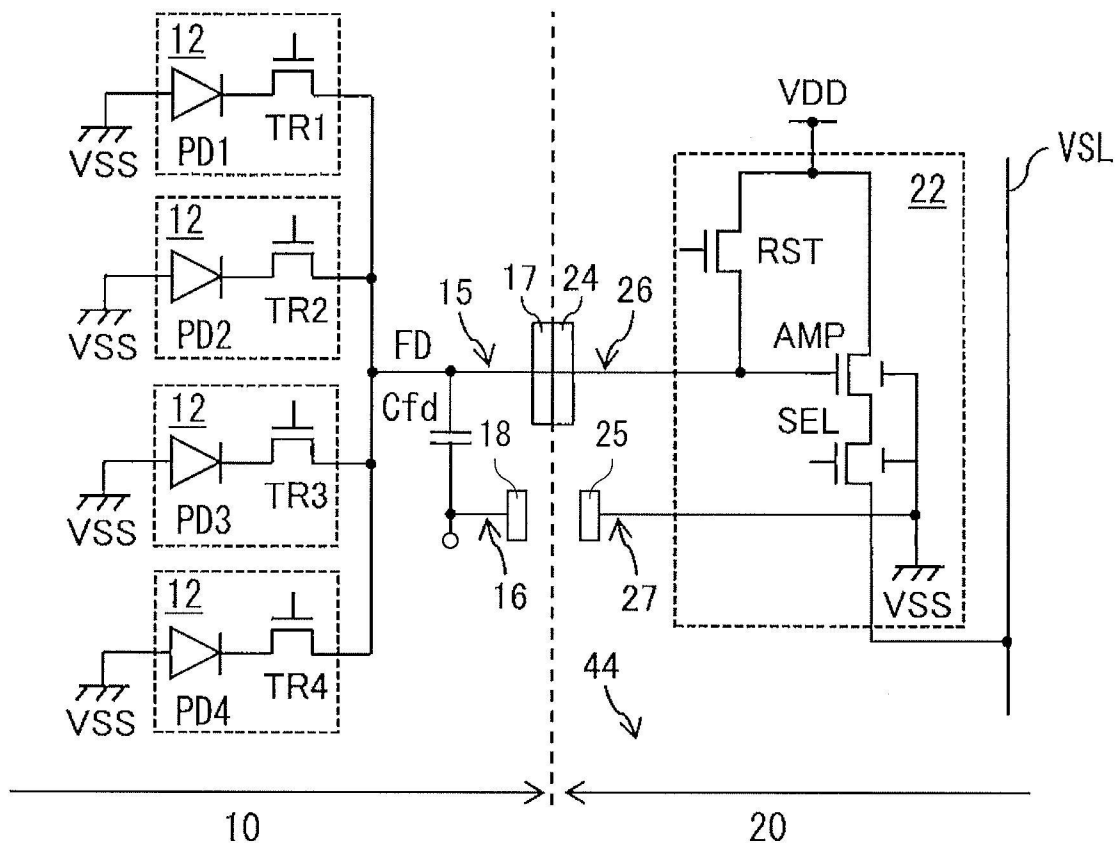 12
VSS
PD1
TR1
12
VSS
PD2
TR2
12
VSS
PD3
TR3
12
VSS
PD4
TR4
FD
Cfd
15
17
24
26
18
25
16
27
VDD
22
RST
AMP
SEL
VSS
VSL
44
10
20